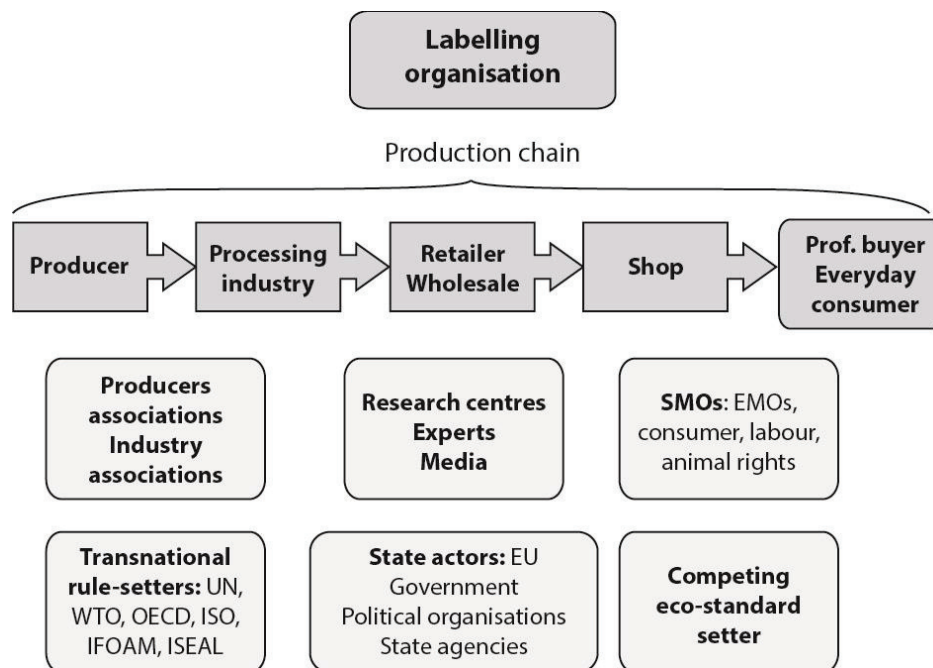 Labelling
organisation
Production chain
Producer
Processing
industry
Retailer
Wholesale
Shop
Prof. buyer
Everyday
consumer
Producers
associations
Industry
associations
Research centres
Experts
Media
SMOs: EMOs,
consumer, labour,
animal rights
Transnational
rule-setters: UN,
WTO, OECD, ISO,
IFOAM, ISEAL
State actors: EU
Government
Political organisations
State agencies
Competing
eco-standard
setter